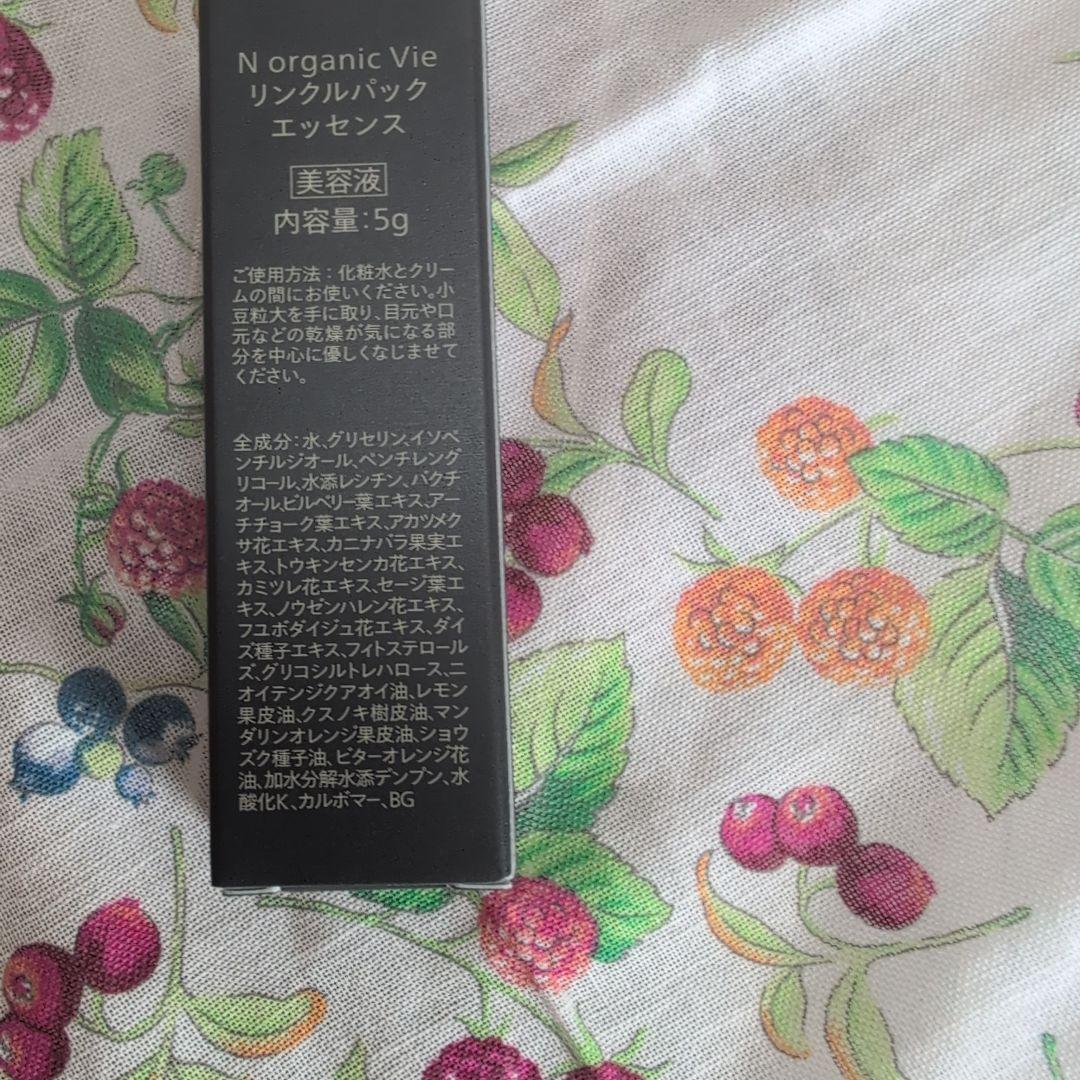 N organic Vie
リンクルパック
エッセンス
美容液
内容量:5g
ご使用方法:化粧水とクリー
ムの間にお使いください。小
豆粒大を手に取り、目元や口
元などの乾燥が気になる部
分を中心に優しくなじませて
ください。
全成分:水、グリセリン、イソペ
ンチルジオール、ペンチレング
リコール、水添レシチン、バクチ
オール、ビルベリー葉エキス、アー
チチョーク葉エキス、アカツメク
サ花エキス、カニナバラ果実エ
キス、トウキンセンカ花エキス、
カミツレ花エキス、セージ葉エ
キス、ノウゼンハレン花エキス、
フユボダイジュ花エキス、ダイ
ズ種子エキス、フィトステロール
ズ、グリコシルトレハロース、ニ
オイテンジクアオイ油、レモン
果皮油、クスノキ樹皮油、マン
ダリンオレンジ果皮油、ショウ
ズク種子油、ビターオレンジ花
油、加水分解水添デンプン、水
酸化K、カルボマー、BG